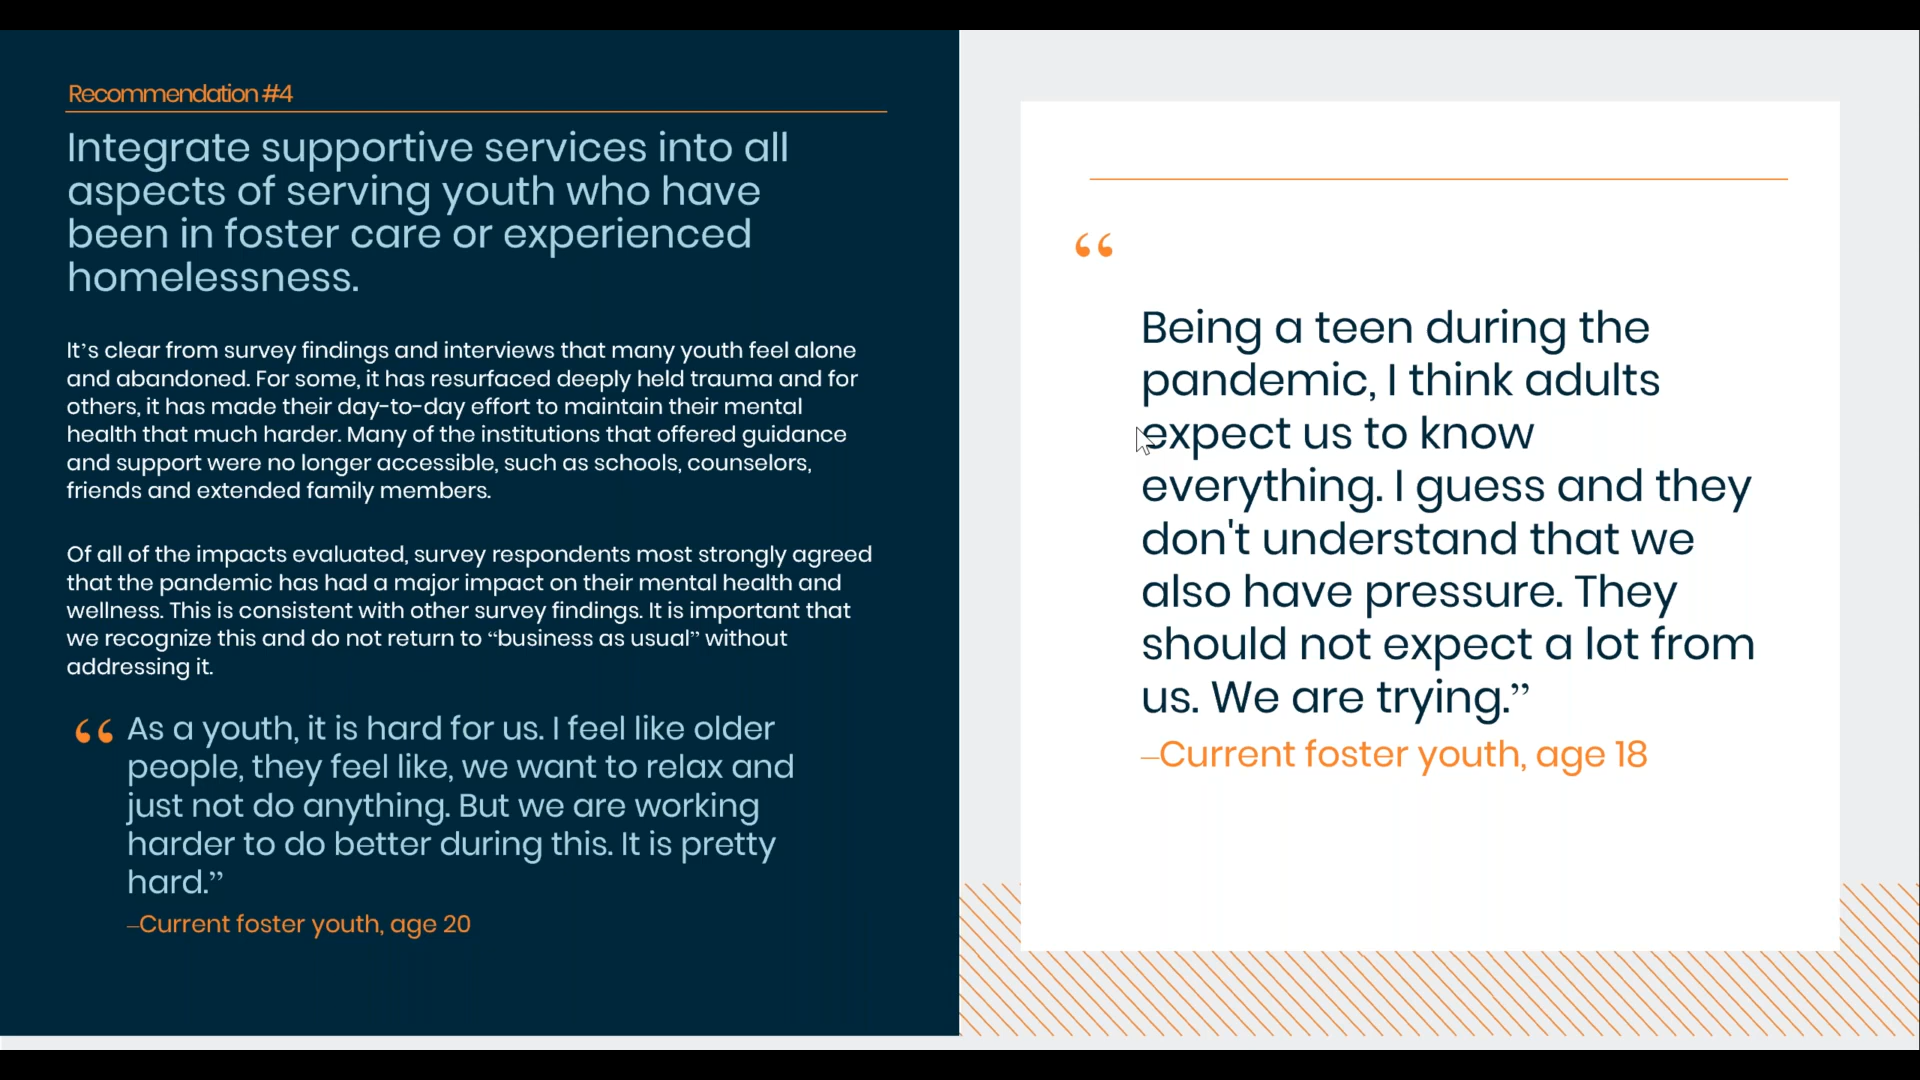 Recommendation #4
Integrate supportive services into all
aspects of serving youth who have
been in foster care or experienced
homelessness.
It’s clear from survey findings and interviews that many youth feel alone
and abandoned. For some, it has resurfaced deeply held trauma and for
others, it has made their day-to-day effort to maintain their mental
health that much harder. Many of the institutions that offered guidance
and support were no longer accessible, such as schools, counselors,
friends and extended family members.
Of all of the impacts evaluated, survey respondents most strongly agreed
that the pandemic has had a major impact on their mental health and
wellness. This is consistent with other survey findings. It is important that
we recognize this and do not return to “business as usual” without
addressing it.
“As a youth, it is hard for us. I feel like older
people, they feel like, we want to relax and
just not do anything. But we are working
harder to do better during this. It is pretty
hard.”
–Current foster youth, age 20
“
Being a teen during the
pandemic, I think adults
expect us to know
everything. I guess and they
don't understand that we
also have pressure. They
should not expect a lot from
us. We are trying.”
–Current foster youth, age 18